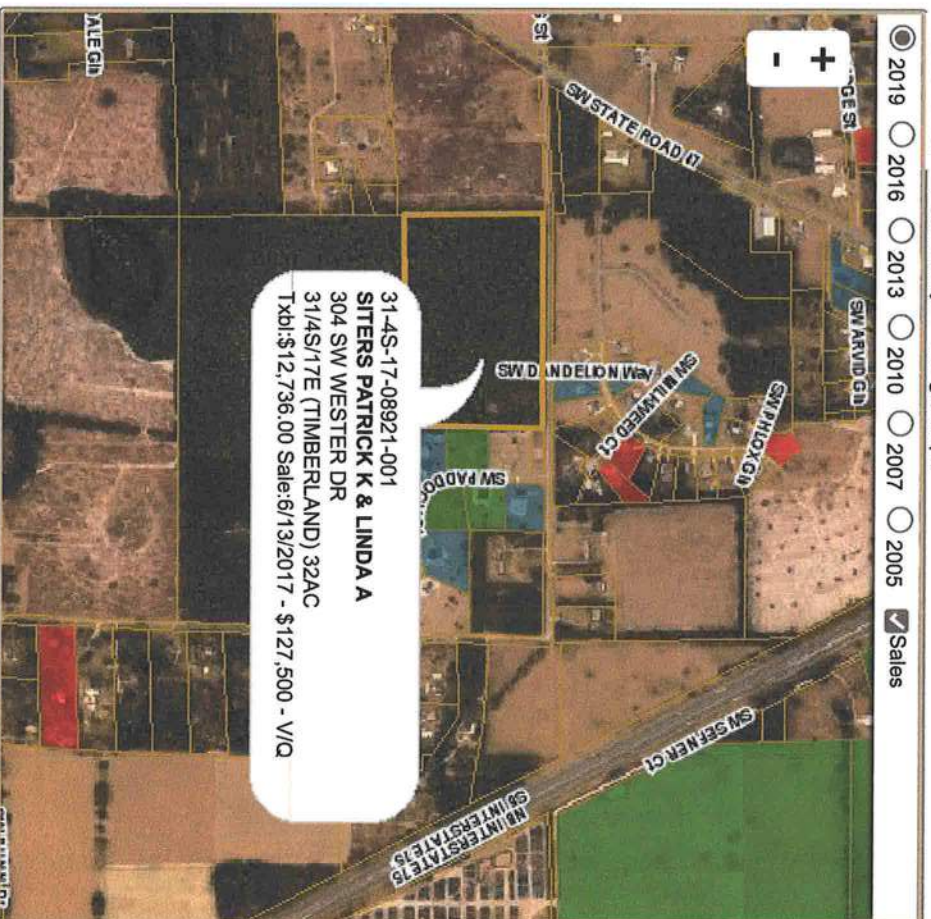 2019 2016 2013 2010 2007 2005 Sales
+
-
SW ARVID Gln
SW STATE ROAD 47
St
ALE Gln
SW PHLOX Gln
SW MILKWEED Ct
SW DANDELION Way
SW SEFNER Ct
NB INTERSTATE 75
SB INTERSTATE 75
31-4S-17-08921-001
SITERS PATRICK K & LINDA A
304 SW WESTER DR
31/4S/17E (TIMBERLAND) 32AC
Txbl:$12,736.00 Sale:6/13/2017 - $127,500 - V/Q